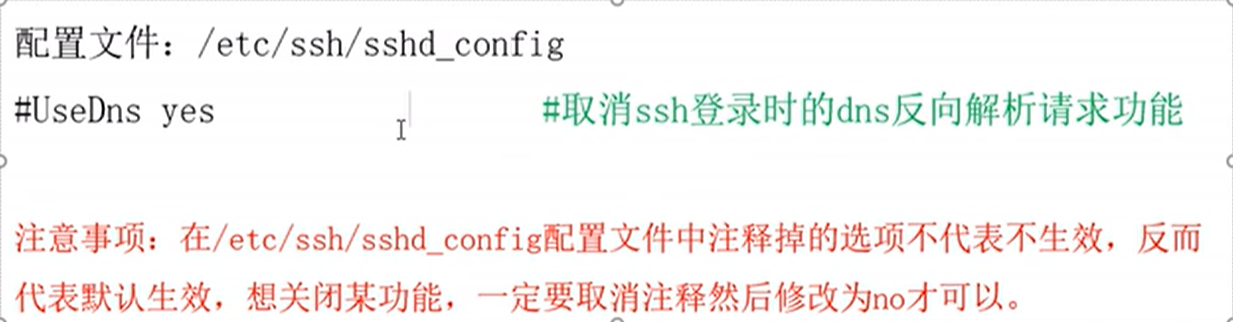 配置文件：/etc/ssh/sshd_config
#UseDns yes #取消ssh登录时的dns反向解析请求功能
注意事项：在/etc/ssh/sshd_config配置文件中注释掉的选项不代表不生效，反而
代表默认生效，想关闭某功能，一定要取消注释然后修改为no才可以。